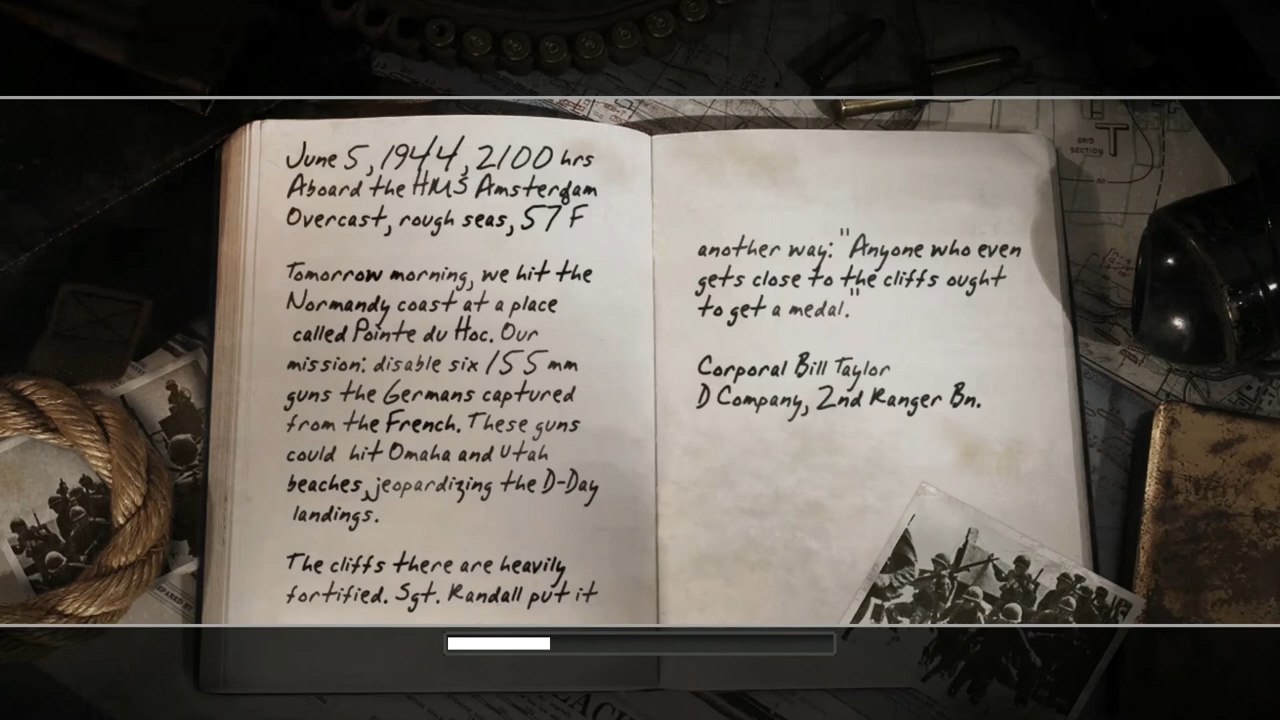 June 5, 1944, 2100 hrs
Aboard the HMS Amsterdam
Overcast, rough seas, 57 F
Tomorrow morning, we hit the
Normandy coast at a place
called Pointe du Hoc. Our
mission: disable six 155 mm
guns the Germans captured
from the French. These guns
could hit Omaha and Utah
beaches, jeopardizing the D-Day
landings.
The cliffs there are heavily
fortified. Sgt. Randall put it
another way: "Anyone who even
gets close to the cliffs ought
to get a medal."
Corporal Bill Taylor
D Company, 2nd Ranger Bn.
GRID
SECTION
T